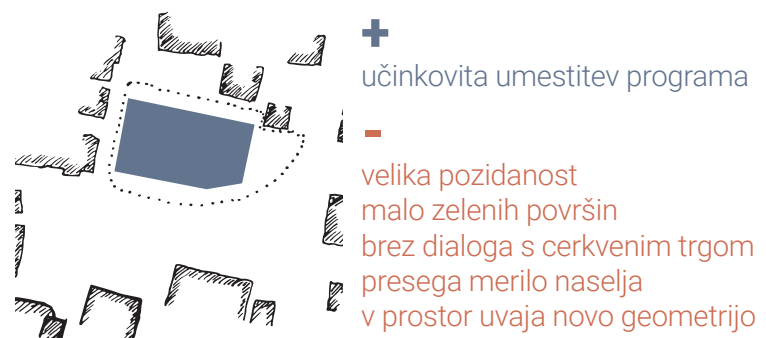 +
učinkovita umestitev programa
-
velika pozidanost
malo zelenih površin
brez dialoga s cerkvenim trgom
presega merilo naselja
v prostor uvaja novo geometrijo